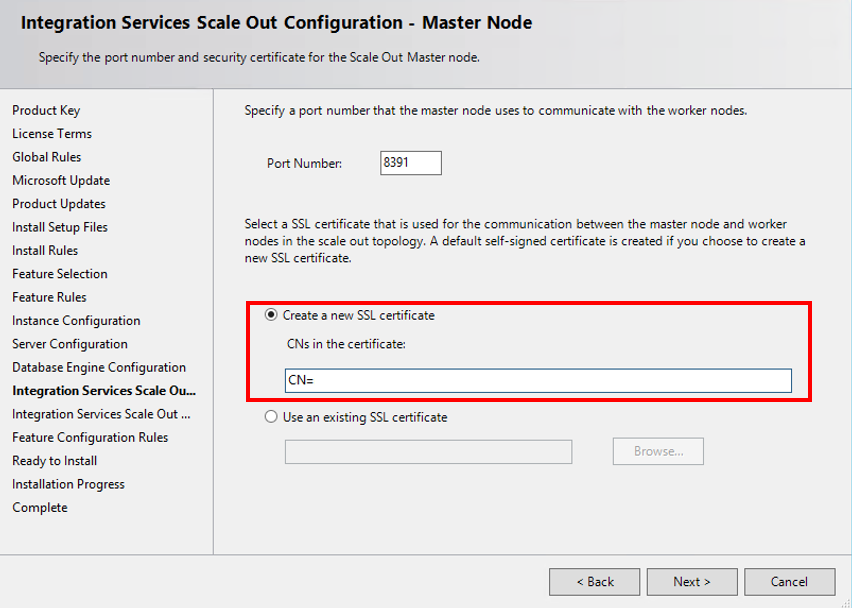 Integration Services Scale Out Configuration - Master Node
Specify the port number and security certificate for the Scale Out Master node.
Product Key
License Terms
Global Rules
Microsoft Update
Product Updates
Install Setup Files
Install Rules
Feature Selection
Feature Rules
Instance Configuration
Server Configuration
Database Engine Configuration
Integration Services Scale Ou...
Integration Services Scale Out ...
Feature Configuration Rules
Ready to Install
Installation Progress
Complete
Specify a port number that the master node uses to communicate with the worker nodes.
Port Number: 8391
Select a SSL certificate that is used for the communication between the master node and worker
nodes in the scale out topology. A default self-signed certificate is created if you choose to create a
new SSL certificate.
Create a new SSL certificate
CNs in the certificate:
CN=
Use an existing SSL certificate
Browse...
< Back Next > Cancel